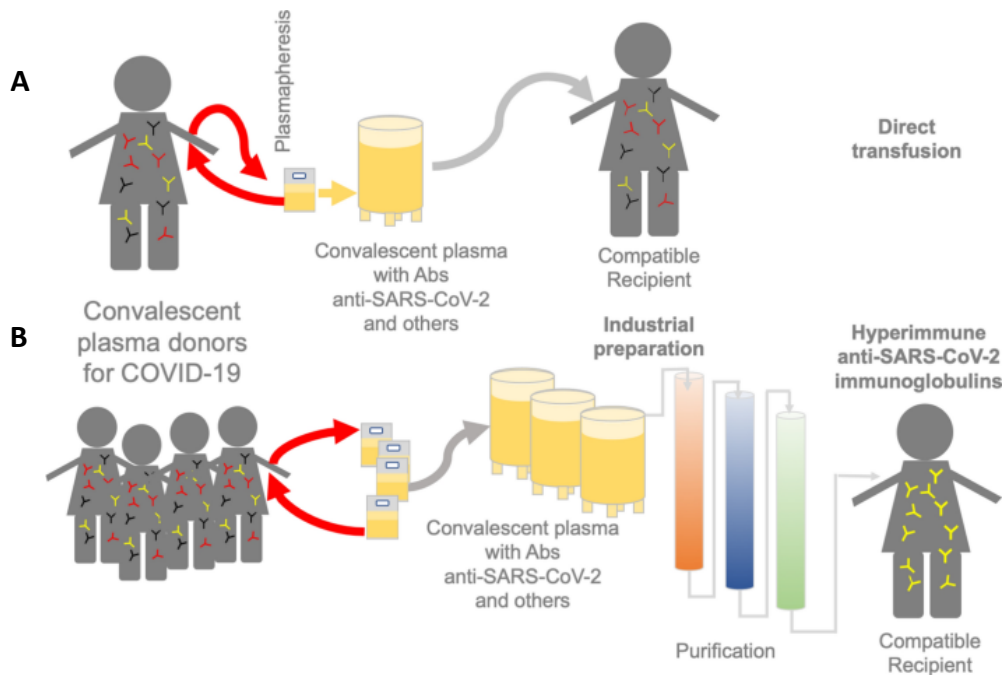 A
Plasmapheresis
Direct
transfusion
Convalescent plasma
with Abs
anti-SARS-CoV-2
and others
Compatible
Recipient
Convalescent
plasma donors
for COVID-19
B
Industrial
preparation
Hyperimmune
anti-SARS-CoV-2
immunoglobulins
Convalescent plasma
with Abs
anti-SARS-CoV-2
and others
Purification
Compatible
Recipient